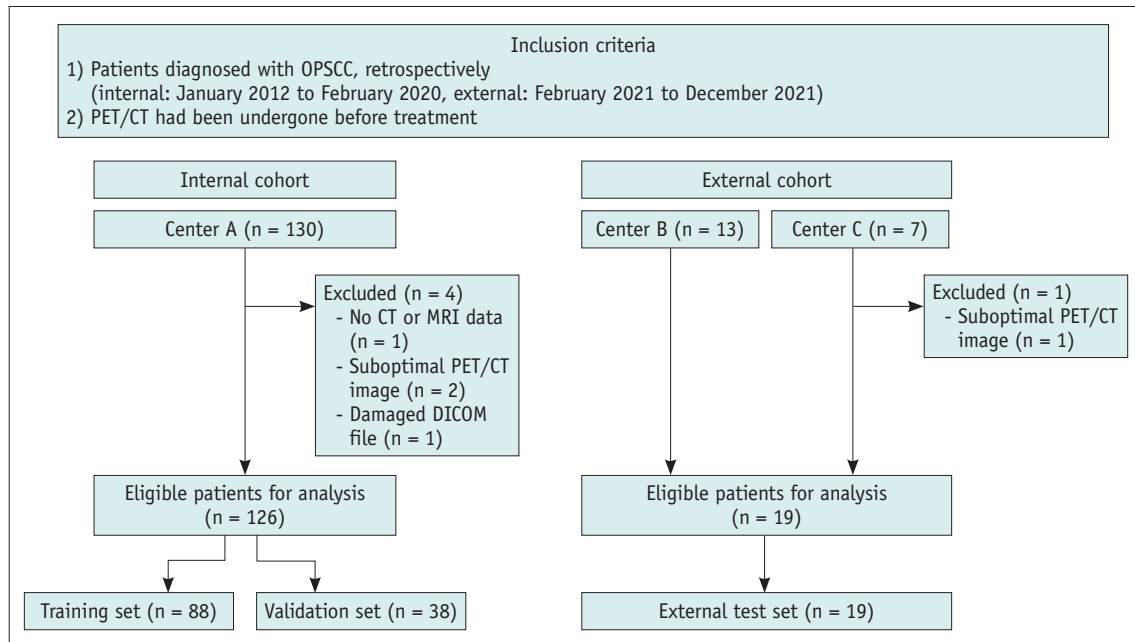 Inclusion criteria
1) Patients diagnosed with OPSCC, retrospectively
(internal: January 2012 to February 2020, external: February 2021 to December 2021)
2) PET/CT had been undergone before treatment
Internal cohort
Center A (n = 130)
Excluded (n = 4)
- No CT or MRI data
(n = 1)
- Suboptimal PET/CT
image (n = 2)
- Damaged DICOM
file (n = 1)
Eligible patients for analysis
(n = 126)
Training set (n = 88)
Validation set (n = 38)
External cohort
Center B (n = 13)
Center C (n = 7)
Excluded (n = 1)
- Suboptimal PET/CT
image (n = 1)
Eligible patients for analysis
(n = 19)
External test set (n = 19)